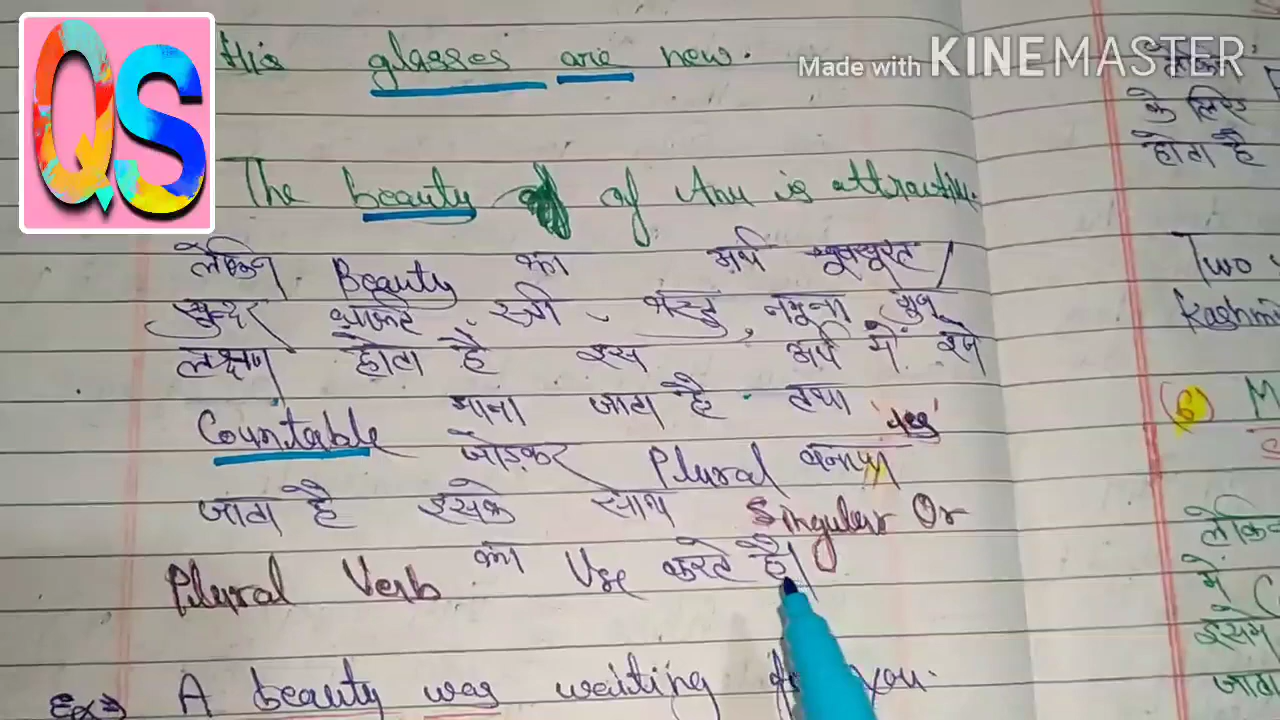 QS
Made with KINEMASTER
His glasses are new.
The beauty of Anu is attractive.
लेकिन Beauty का अर्थ खूबसूरत /
सुन्दर व्यक्ति, स्त्री, वस्तु, नमूना, शुभ
लक्षण होता है इस अर्थ में इसे
Countable माना जाता है. तथा 'ies'
जोड़कर Plural बनाया
जाता है इसके साथ Singular Or
Plural Verb का Use करते है।
Ex⇒ A beauty was waiting for you.
के लिए
होता है
Two
Kashmi
(6) M
लेकिन
में
इसमें
जाता